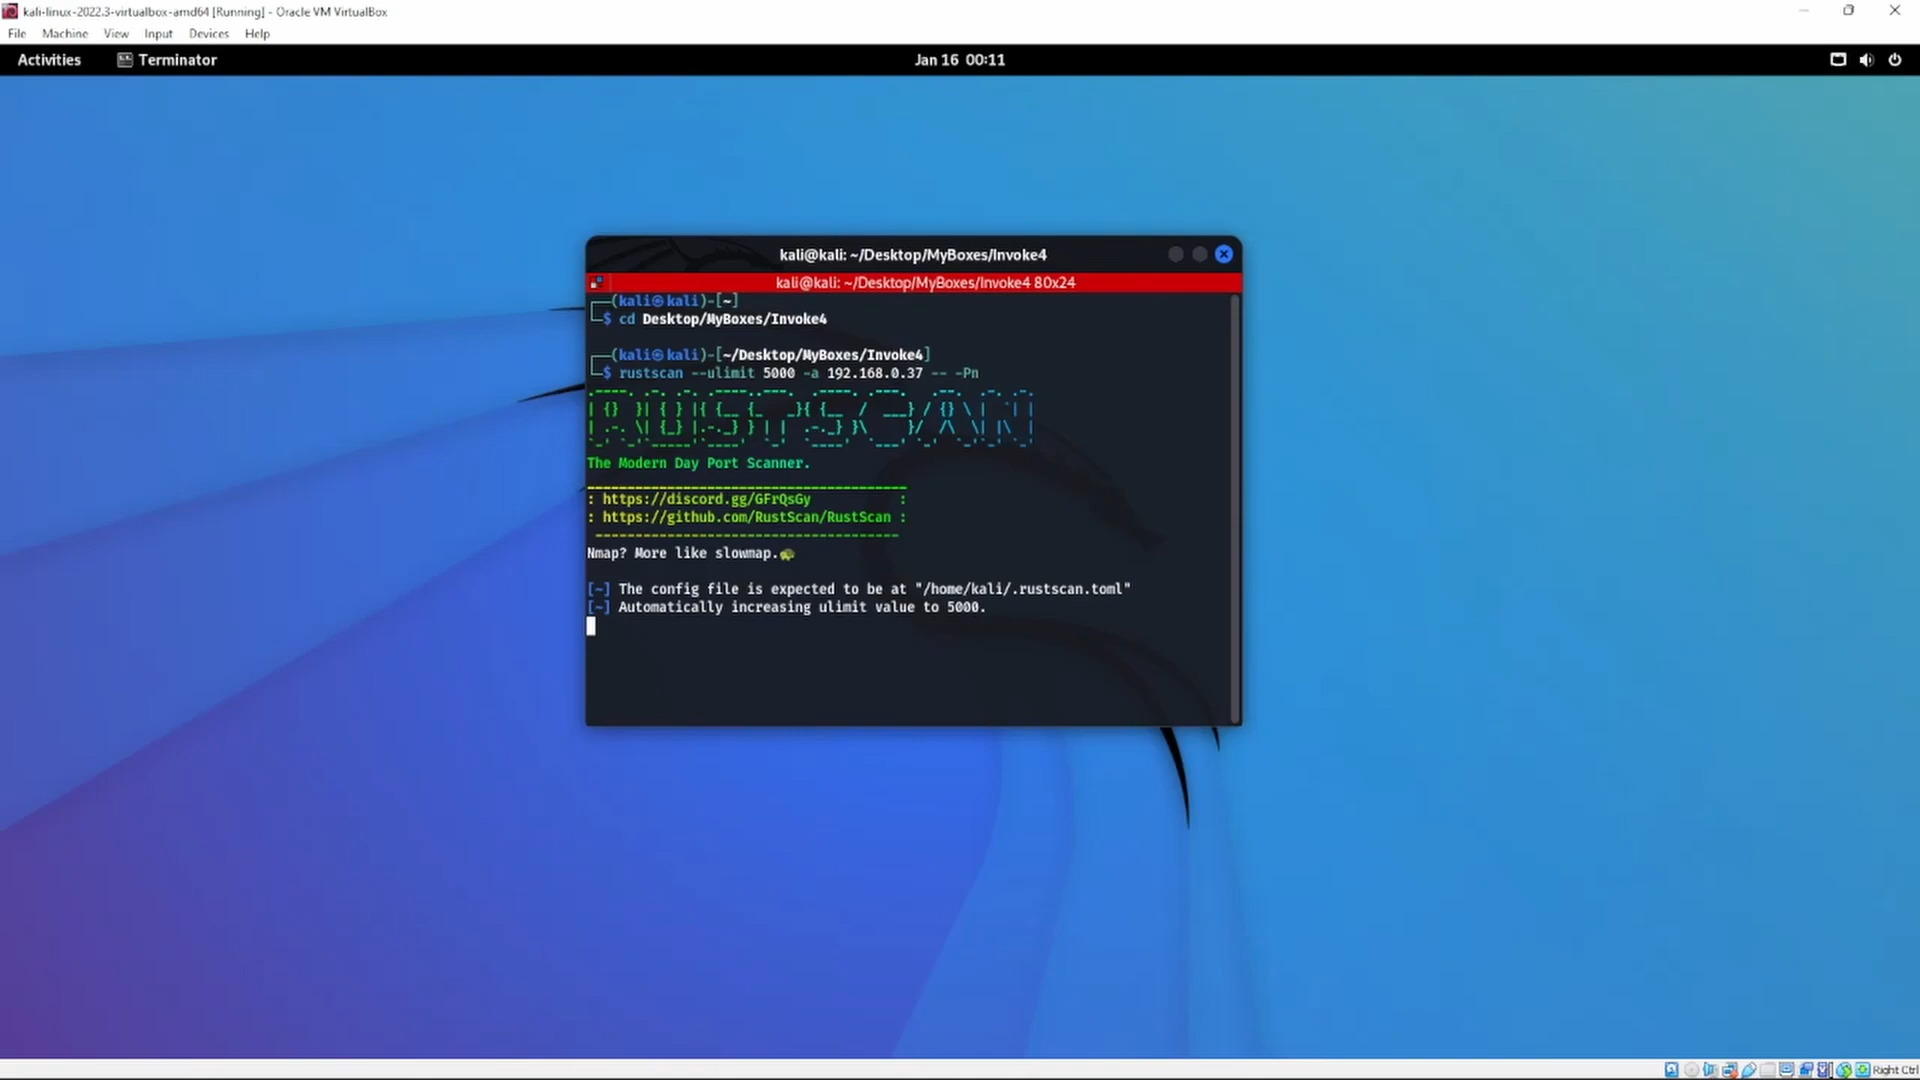 kali-linux-2022.3-virtualbox-amd64 [Running] - Oracle VM VirtualBox
File Machine View Input Devices Help
Activities Terminator Jan 16 00:11
kali@kali: ~/Desktop/MyBoxes/Invoke4
kali@kali: ~/Desktop/MyBoxes/Invoke4 80x24
┌──(kali㉿kali)-[~]
└─$ cd Desktop/MyBoxes/Invoke4
┌──(kali㉿kali)-[~/Desktop/MyBoxes/Invoke4]
└─$ rustscan --ulimit 5000 -a 192.168.0.37 -- -Pn
RUSTSCAN
The Modern Day Port Scanner.
: https://discord.gg/GFrQsGy :
: https://github.com/RustScan/RustScan :
Nmap? More like slowmap.🐢
[~] The config file is expected to be at "/home/kali/.rustscan.toml"
[~] Automatically increasing ulimit value to 5000.
Right Ctrl